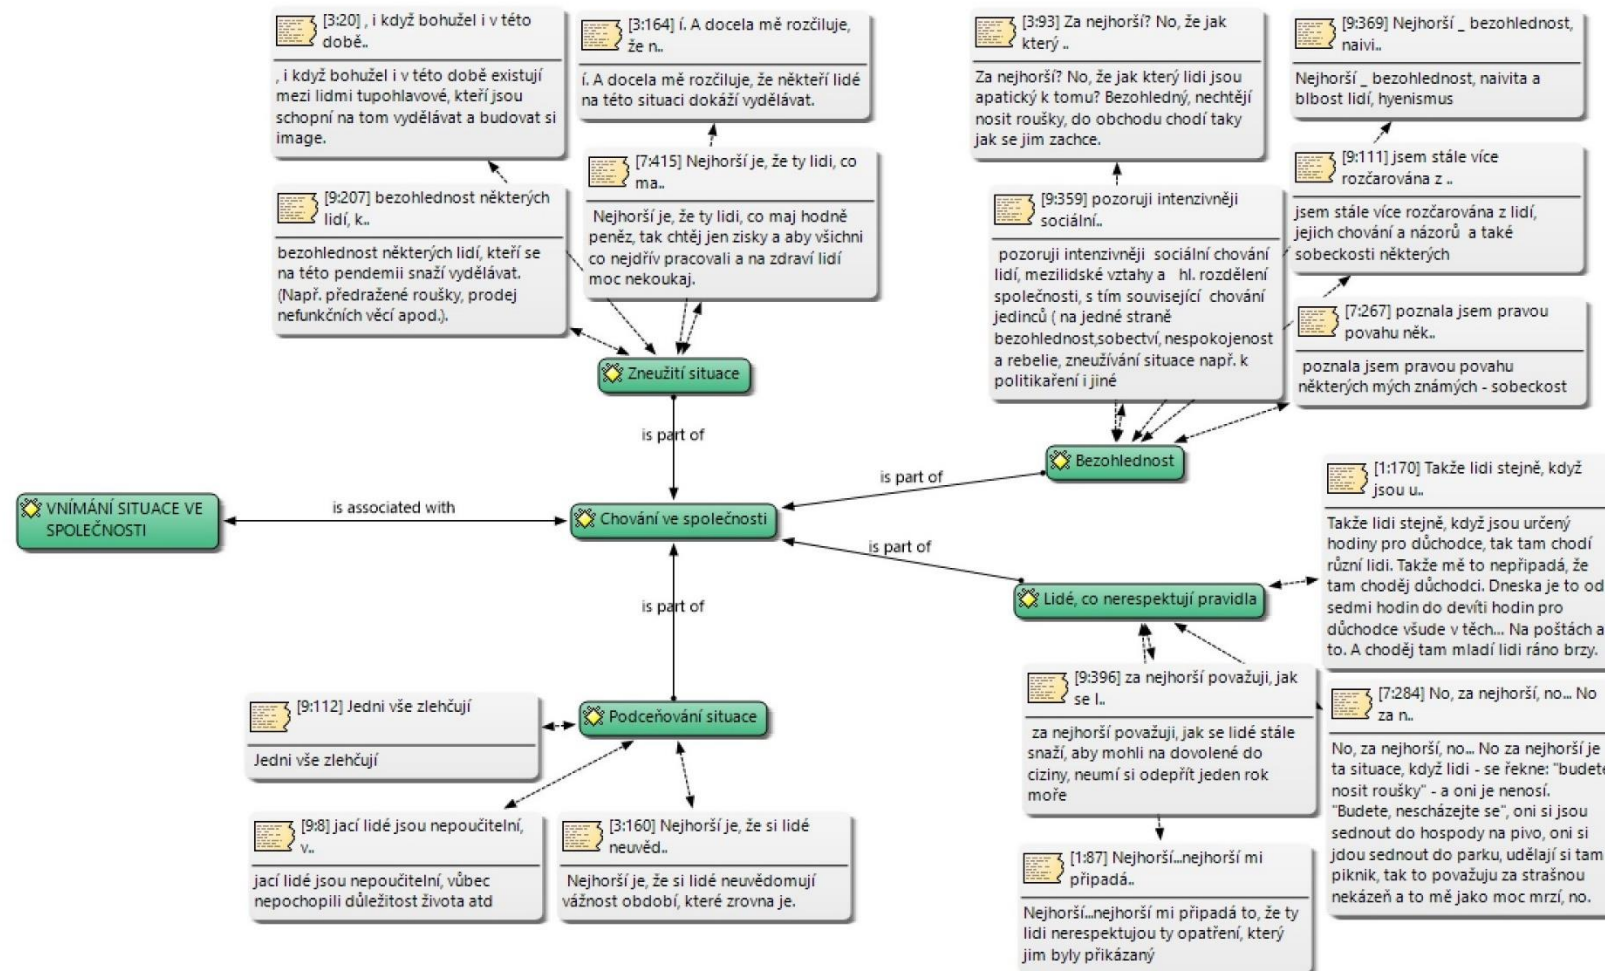 [3:20] , i když bohužel i v této
době..
, i když bohužel i v této době existují
mezi lidmi tupohlavové, kteří jsou
schopní na tom vydělávat a budovat si
image.
[3:164] í. A docela mě rozčiluje,
že n..
í. A docela mě rozčiluje, že někteří lidé
na této situaci dokáží vydělávat.
[9:207] bezohlednost některých
lidí, k..
bezohlednost některých lidí, kteří se
na této pendemii snaží vydělávat.
(Např. předražené roušky, prodej
nefunkčních věcí apod.).
[7:415] Nejhorší je, že ty lidi, co
ma..
Nejhorší je, že ty lidi, co maj hodně
peněz, tak chtěj jen zisky a aby všichni
co nejdřív pracovali a na zdraví lidí
moc nekoukaj.
[3:93] Za nejhorší? No, že jak
který ..
Za nejhorší? No, že jak který lidi jsou
apatický k tomu? Bezohledný, nechtějí
nosit roušky, do obchodu chodí taky
jak se jim zachce.
[9:369] Nejhorší _ bezohlednost,
naivi..
Nejhorší _ bezohlednost, naivita a
blbost lidí, hyenismus
[9:359] pozoruji intenzivněji
sociální..
pozoruji intenzivněji sociální chování
lidí, mezilidské vztahy a hl. rozdělení
společnosti, s tím související chování
jedinců ( na jedné straně
bezohlednost,sobectví, nespokojenost
a rebelie, zneužívání situace např. k
politikaření i jiné
[9:111] jsem stále více
rozčarována z ..
jsem stále více rozčarována z lidí,
jejich chování a názorů a také
sobeckosti některých
[7:267] poznala jsem pravou
povahu něk..
poznala jsem pravou povahu
některých mých známých - sobeckost
Zneužití situace
is part of
Bezohlednost
is part of
VNÍMÁNÍ SITUACE VE
SPOLEČNOSTI
is associated with
Chování ve společnosti
is part of
Lidé, co nerespektují pravidla
is part of
[1:170] Takže lidi stejně, když
jsou u..
Takže lidi stejně, když jsou určený
hodiny pro důchodce, tak tam chodí
různí lidi. Takže mě to nepřipadá, že
tam choděj důchodci. Dneska je to od
sedmi hodin do devíti hodin pro
důchodce všude v těch... Na poštách a
to. A choděj tam mladí lidi ráno brzy.
[9:112] Jedni vše zlehčují
Jedni vše zlehčují
Podceňování situace
[9:8] jací lidé jsou nepoučitelní,
v..
jací lidé jsou nepoučitelní, vůbec
nepochopili důležitost života atd
[3:160] Nejhorší je, že si lidé
neuvěd..
Nejhorší je, že si lidé neuvědomují
vážnost období, které zrovna je.
[9:396] za nejhorší považuji, jak
se l..
za nejhorší považuji, jak se lidé stále
snaží, aby mohli na dovolené do
ciziny, neumí si odepřít jeden rok
moře
[1:87] Nejhorší...nejhorší mi
připadá..
Nejhorší...nejhorší mi připadá to, že ty
lidi nerespektujou ty opatření, který
jim byly přikázaný
[7:284] No, za nejhorší, no... No
za n..
No, za nejhorší, no... No za nejhorší je
ta situace, když lidi - se řekne: "budete
nosit roušky" - a oni je nenosí.
"Budete, nescházejte se", oni si jsou
sednout do hospody na pivo, oni si
jdou sednout do parku, udělají si tam
piknik, tak to považuju za strašnou
nekázeň a to mě jako moc mrzí, no.